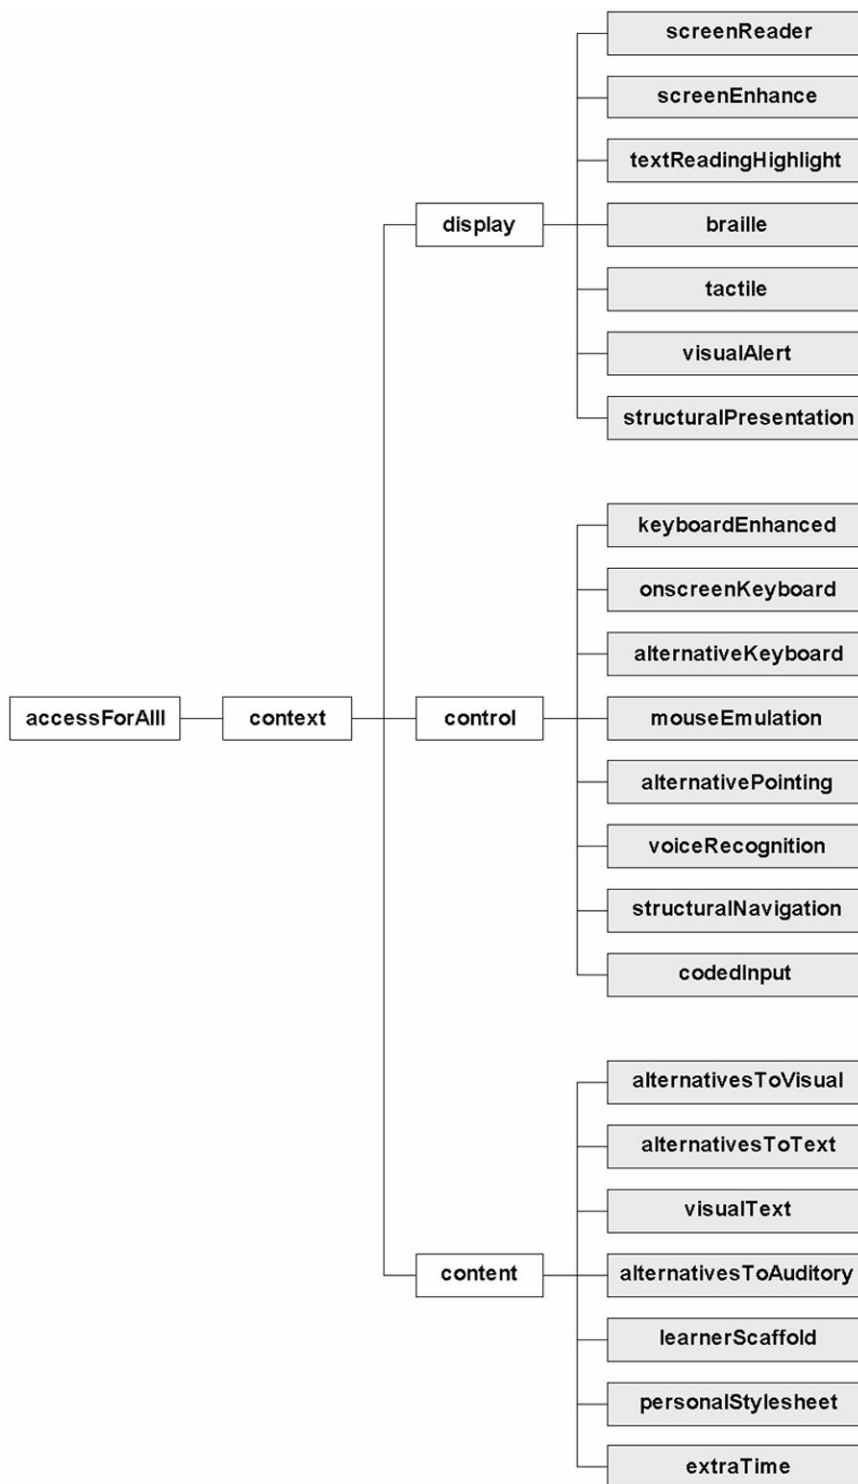 screenReader
screenEnhance
textReadingHighlight
display
braille
tactile
visualAlert
structuralPresentation
keyboardEnhanced
onscreenKeyboard
alternativeKeyboard
accessForAlll
context
control
mouseEmulation
alternativePointing
voiceRecognition
structuralNavigation
codedInput
alternativesToVisual
alternativesToText
visualText
content
alternativesToAuditory
learnerScaffold
personalStylesheet
extraTime